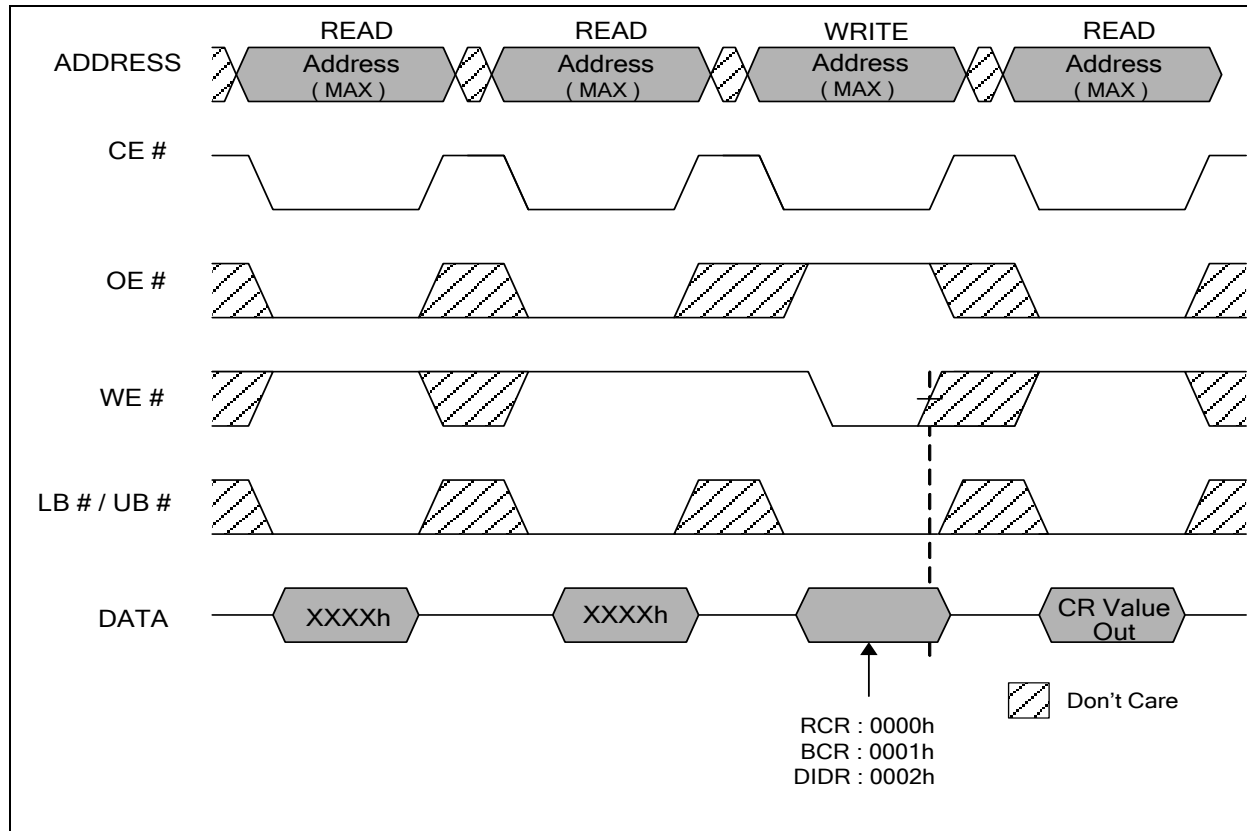 READ READ WRITE READ
ADDRESS Address Address Address Address
( MAX ) ( MAX ) ( MAX ) ( MAX )
CE #
OE #
WE #
LB # / UB #
DATA XXXXh XXXXh CR Value
Out
Don't Care
RCR : 0000h
BCR : 0001h
DIDR : 0002h